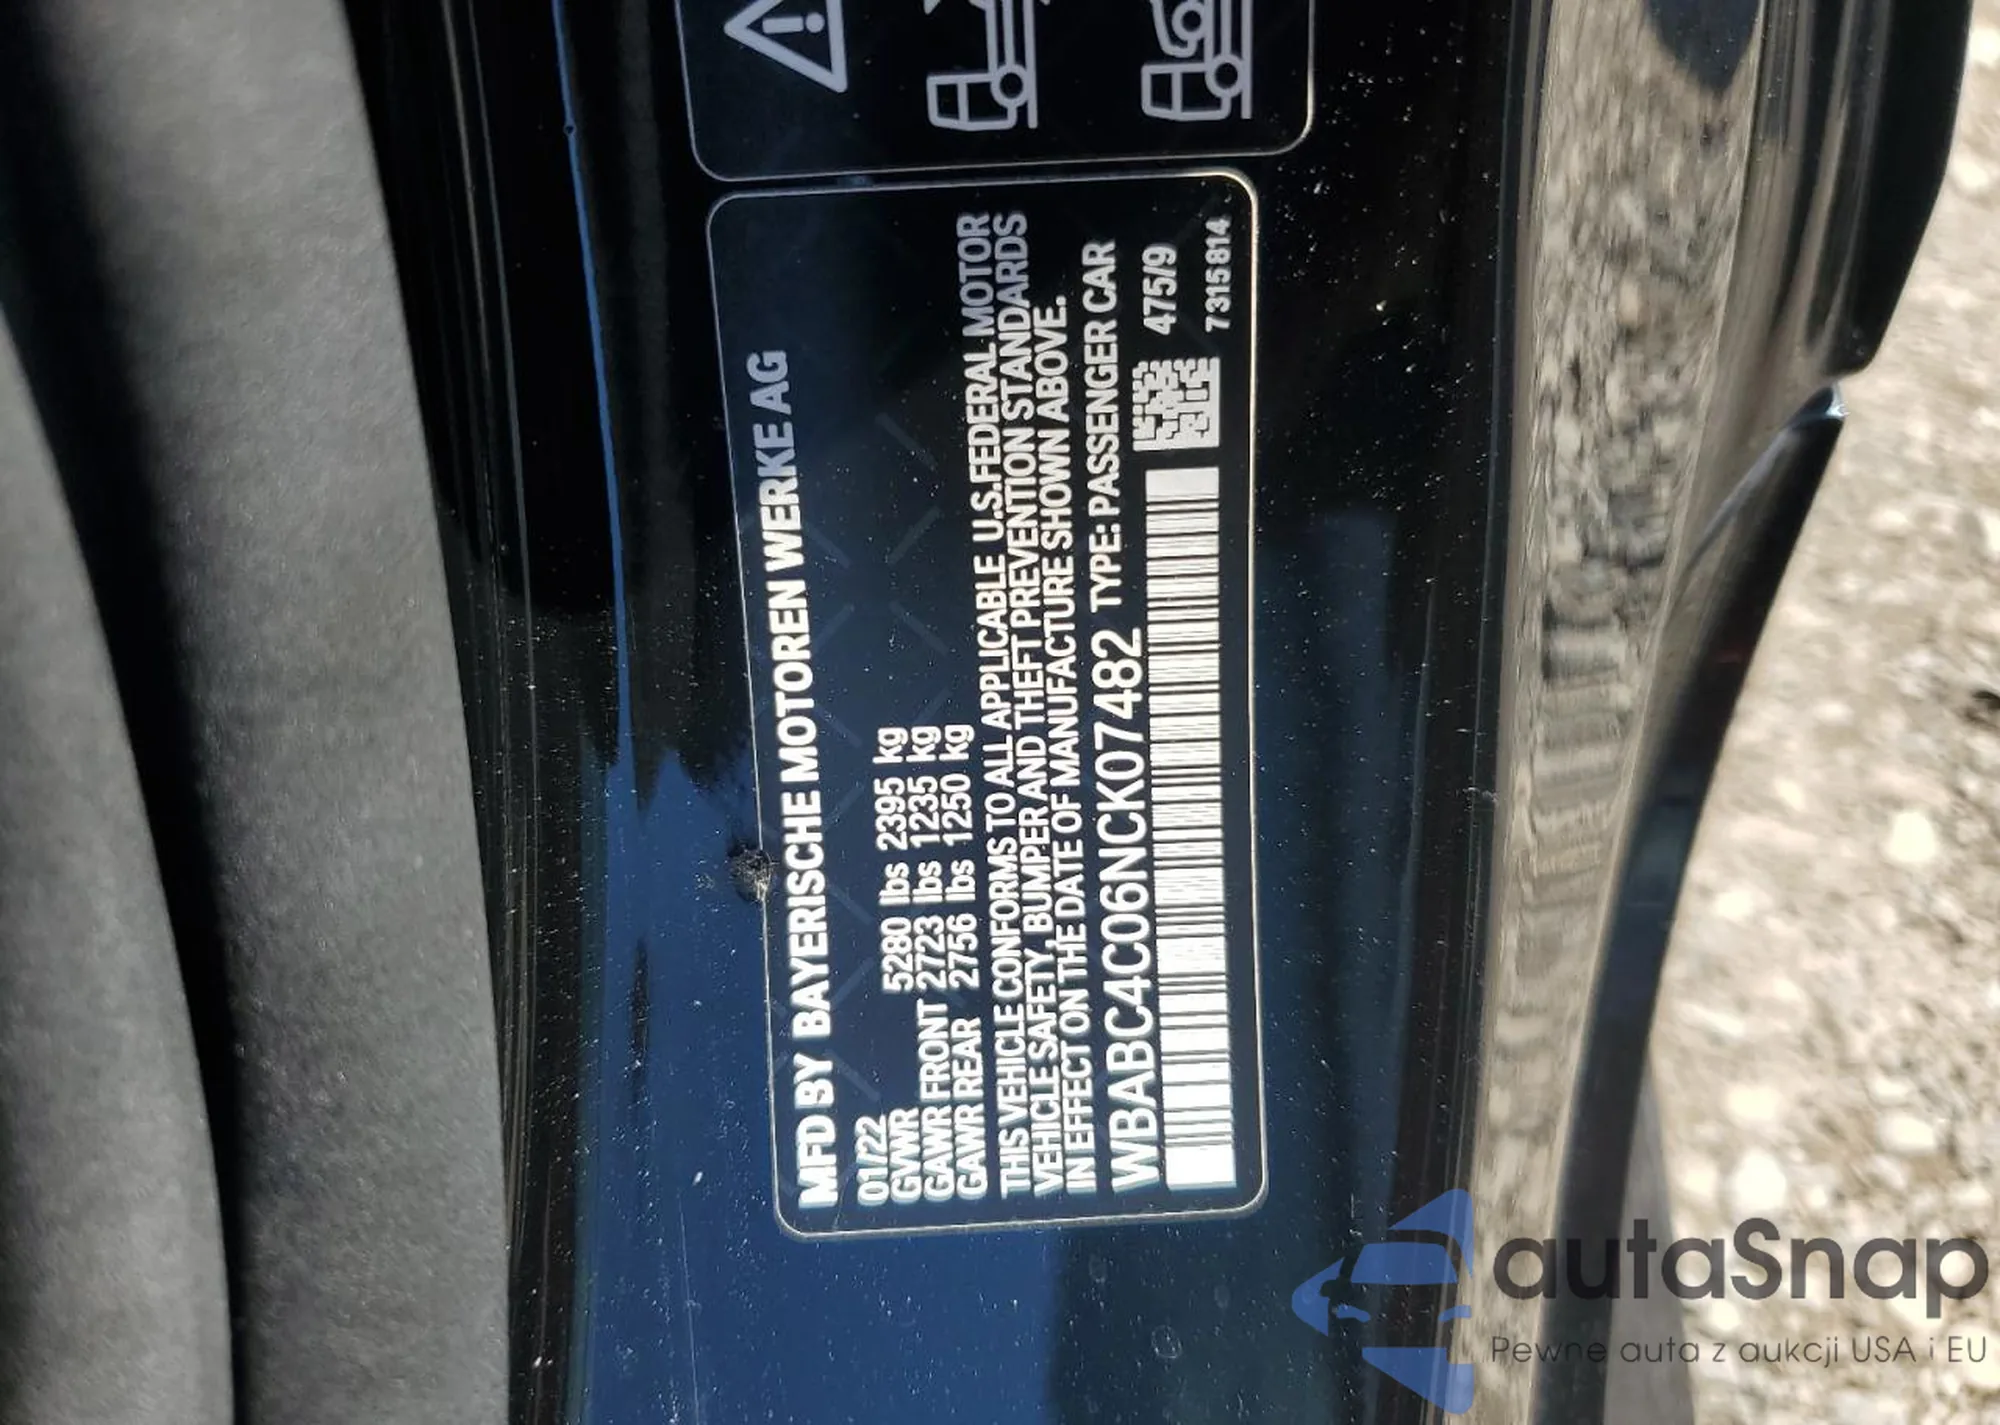 MFD BY BAYERISCHE MOTOREN WERKE AG
01/22
GVWR 5280 lbs 2395 kg
GAWR FRONT 2723 lbs 1235 kg
GAWR REAR 2756 lbs 1250 kg
THIS VEHICLE CONFORMS TO ALL APPLICABLE U.S.FEDERAL MOTOR
VEHICLE SAFETY, BUMPER AND THEFT PREVENTION STANDARDS
IN EFFECT ON THE DATE OF MANUFACTURE SHOWN ABOVE.
WBABC4C06NCK07482 TYPE: PASSENGER CAR
475/9
7315814
autaSnap
Pewne auta z aukcji USA i EU